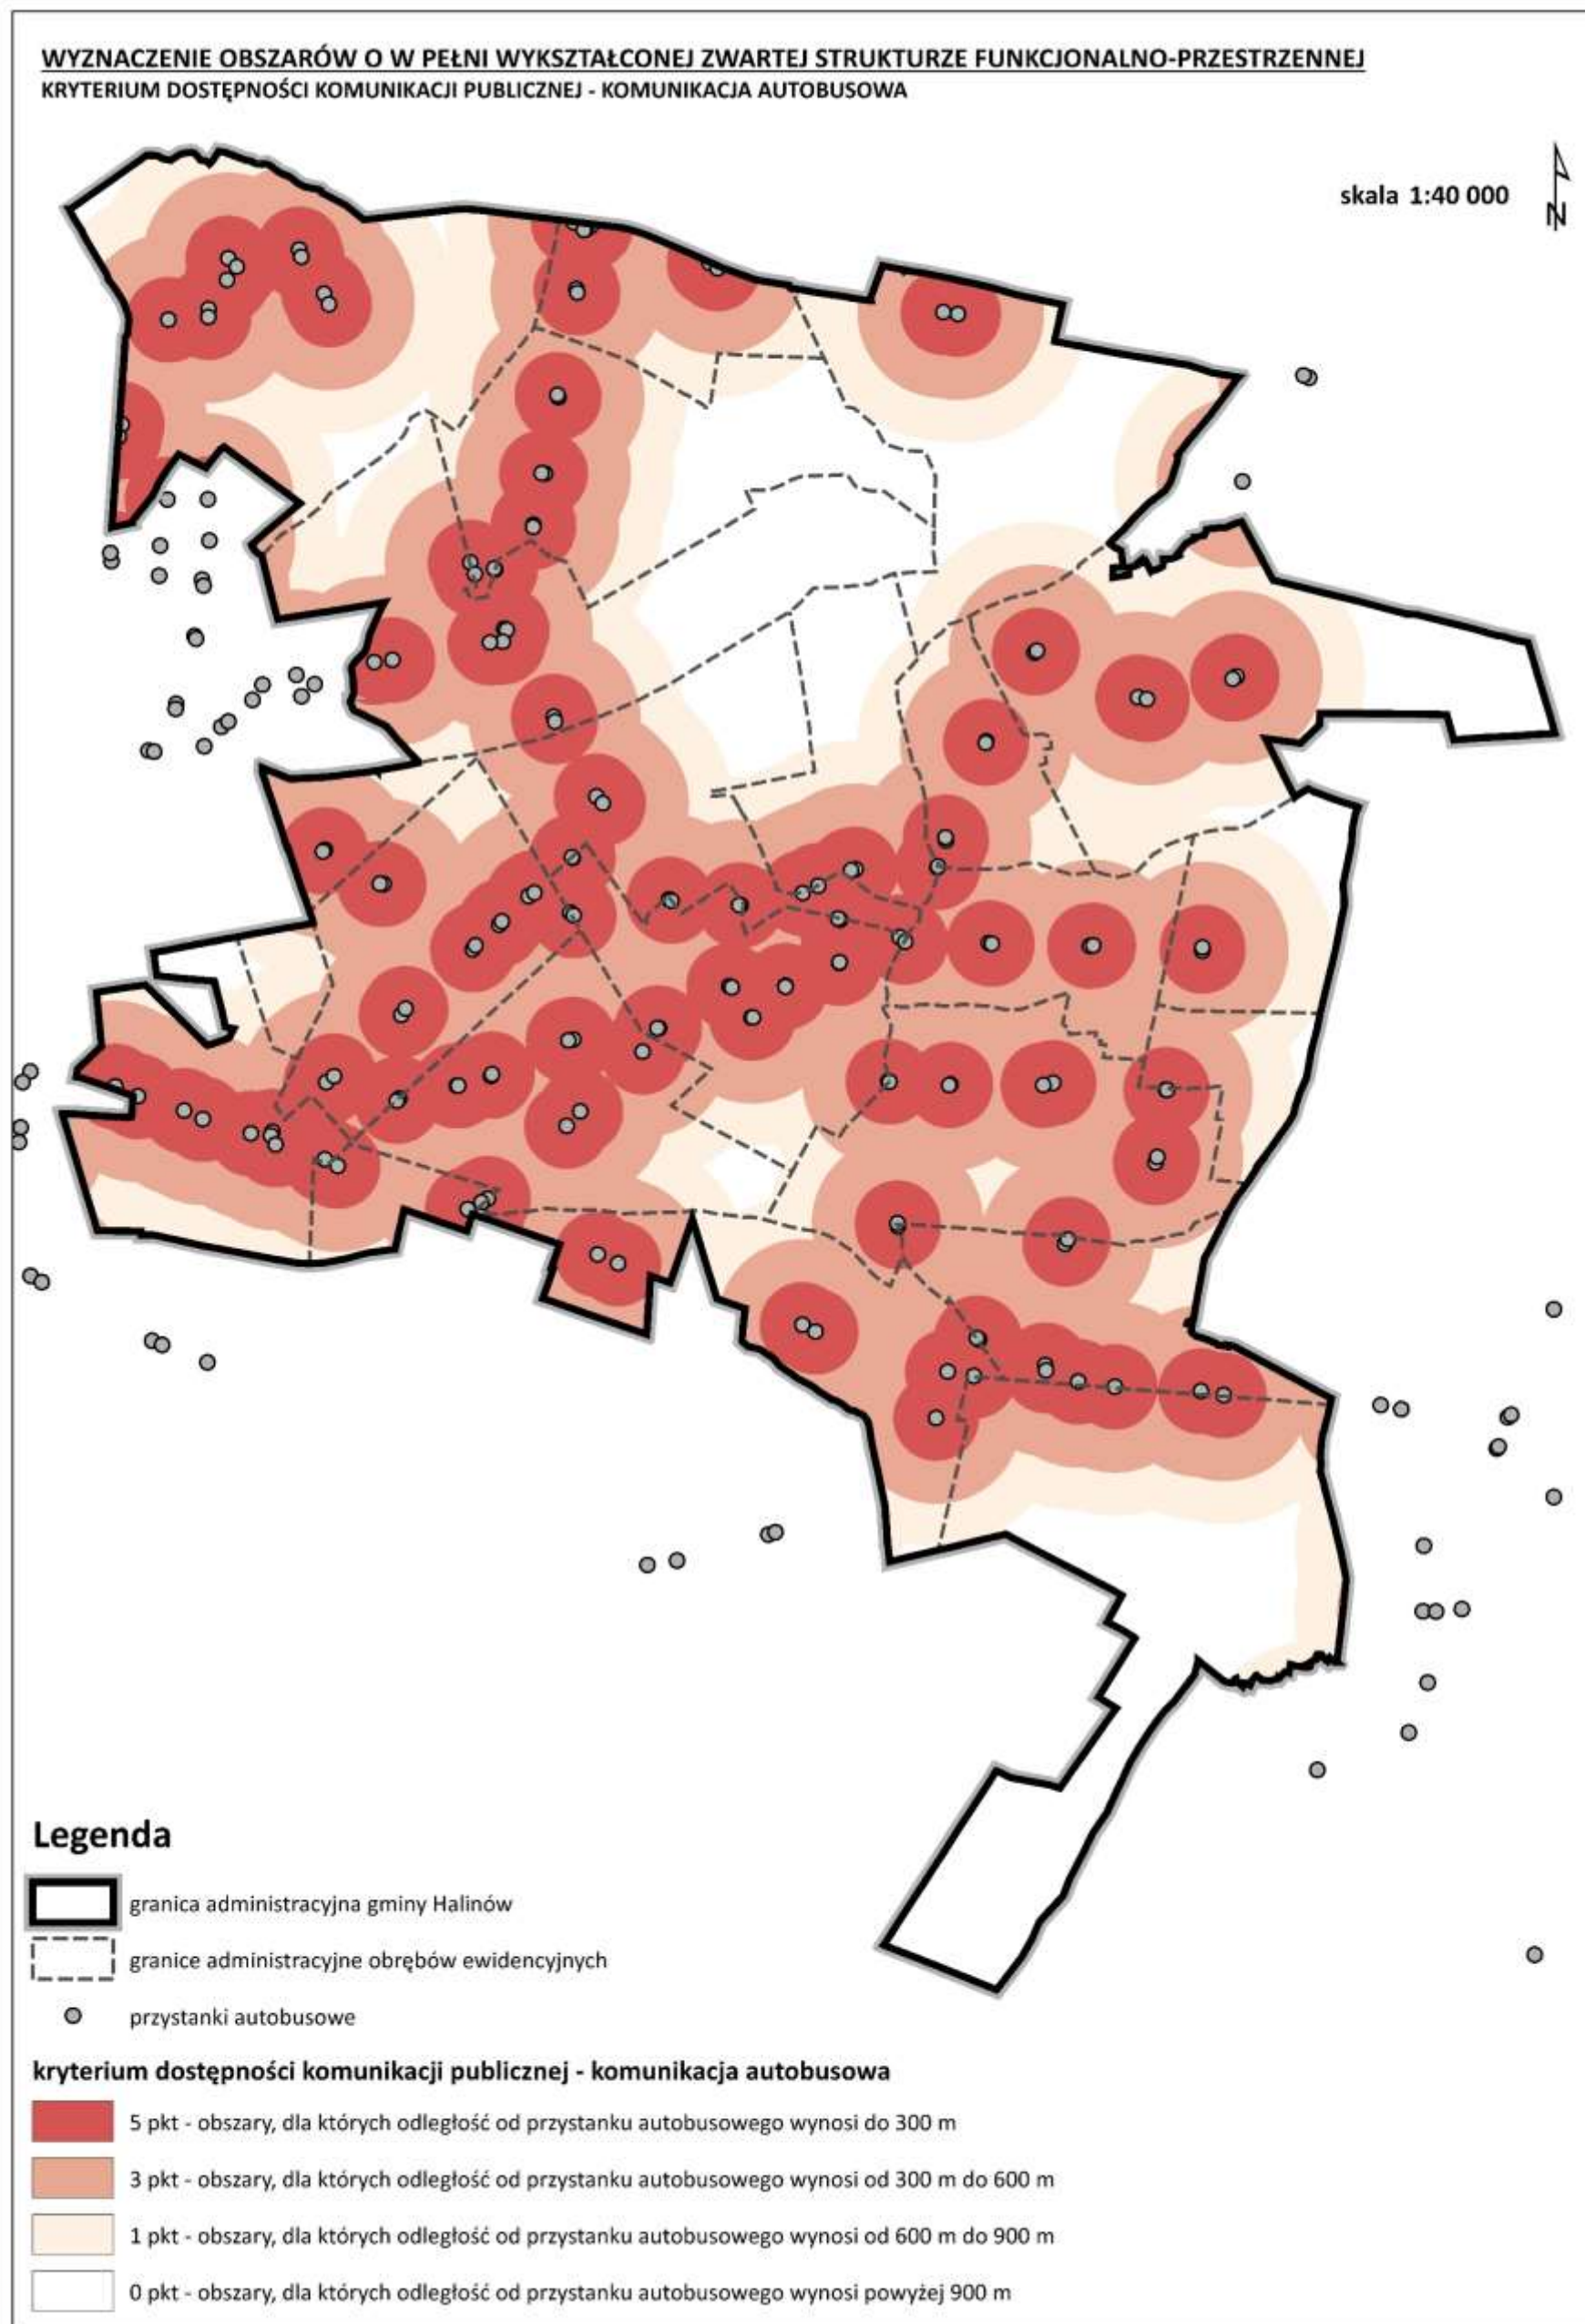 WYZNACZENIE OBSZARÓW O W PEŁNI WYKSZTAŁCONEJ ZWARTEJ STRUKTURZE FUNKCJONALNO-PRZESTRZENNEJ
KRYTERIUM DOSTĘPNOŚCI KOMUNIKACJI PUBLICZNEJ - KOMUNIKACJA AUTOBUSOWA
skala 1:40 000
N
Legenda
granica administracyjna gminy Halinów
granice administracyjne obrębów ewidencyjnych
przystanki autobusowe
kryterium dostępności komunikacji publicznej - komunikacja autobusowa
5 pkt - obszary, dla których odległość od przystanku autobusowego wynosi do 300 m
3 pkt - obszary, dla których odległość od przystanku autobusowego wynosi od 300 m do 600 m
1 pkt - obszary, dla których odległość od przystanku autobusowego wynosi od 600 m do 900 m
0 pkt - obszary, dla których odległość od przystanku autobusowego wynosi powyżej 900 m